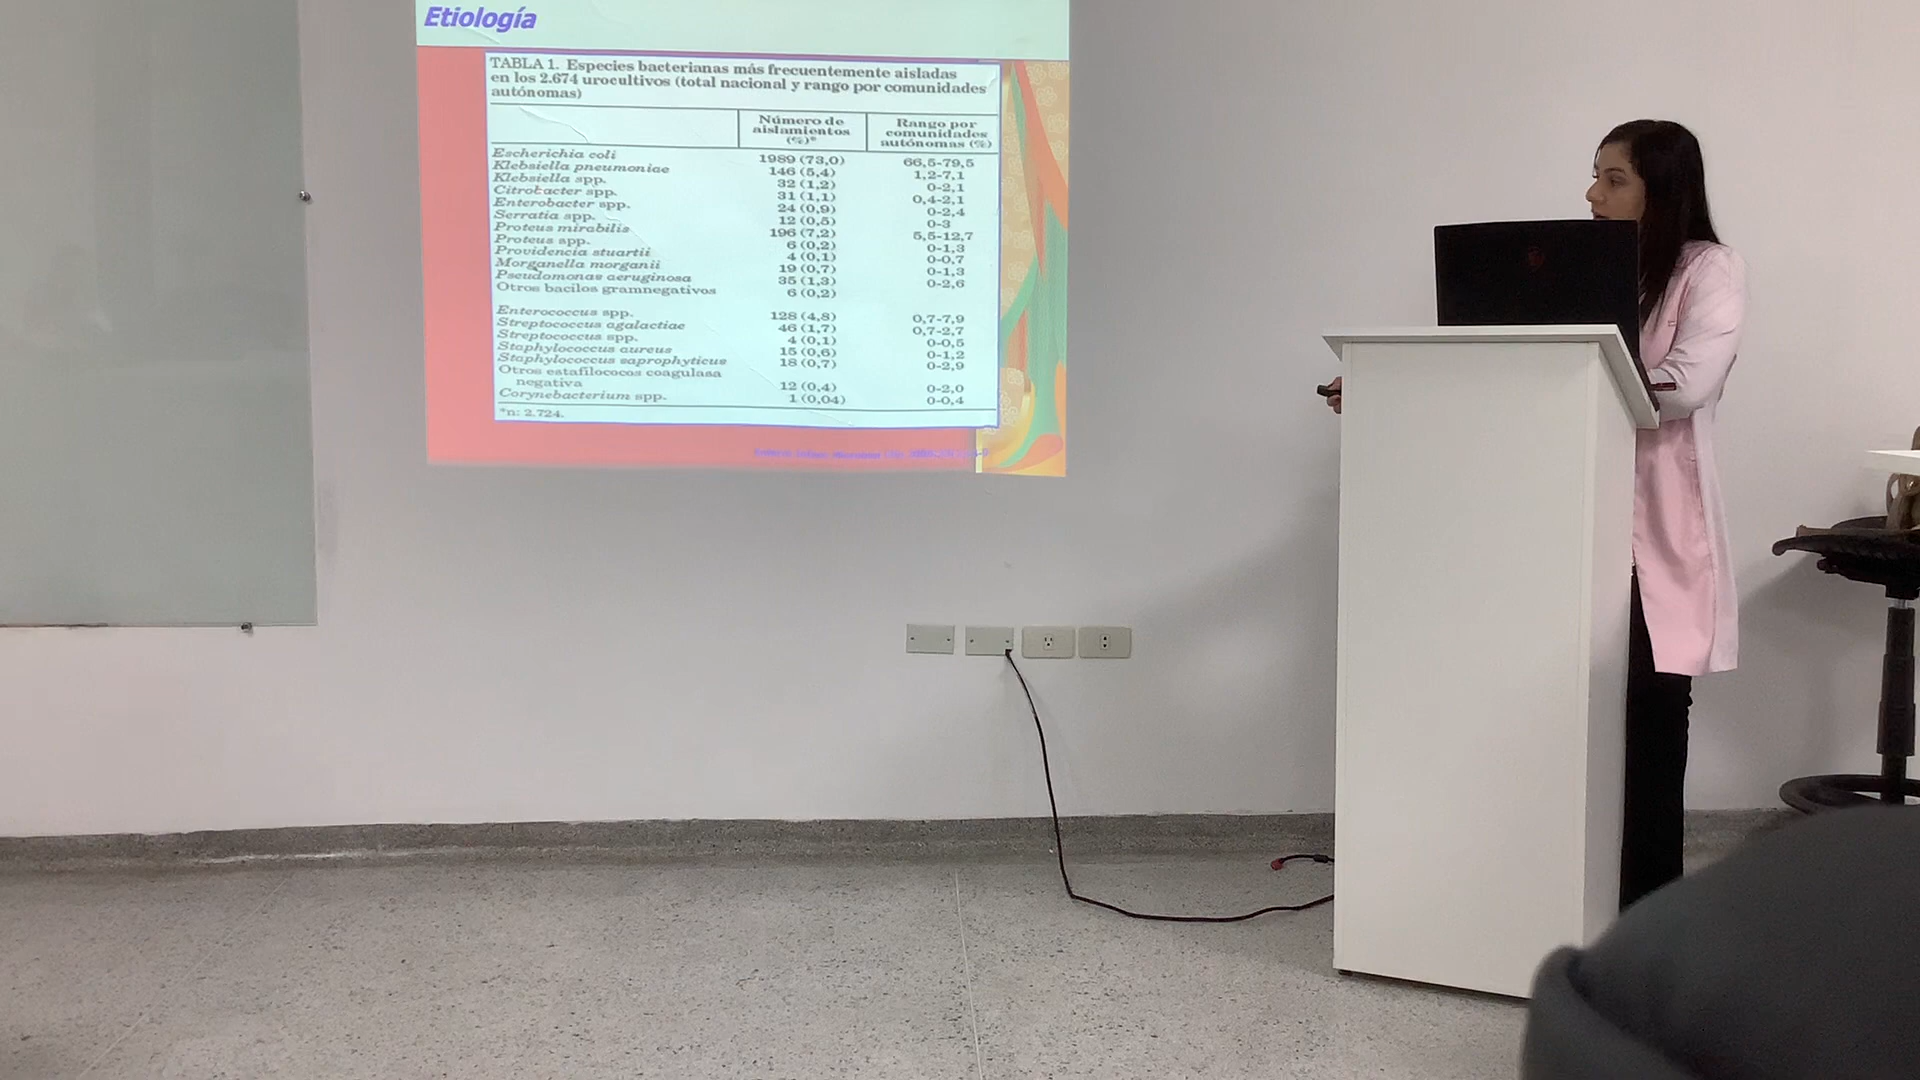 Etiología
TABLA 1. Especies bacterianas más frecuentemente aisladas
en los 2.674 urocultivos (total nacional y rango por comunidades
autónomas)
Número de aislamientos (%)* Rango por comunidades autónomas (%)
Escherichia coli 1989 (73,0) 66,5-79,5
Klebsiella pneumoniae 146 (5,4) 1,2-7,1
Klebsiella spp. 32 (1,2) 0-2,1
Citrobacter spp. 31 (1,1) 0,4-2,1
Enterobacter spp. 24 (0,9) 0-2,4
Serratia spp. 12 (0,5) 0-3
Proteus mirabilis 196 (7,2) 5,5-12,7
Proteus spp. 6 (0,2) 0-1,3
Providencia stuartii 4 (0,1) 0-0,7
Morganella morganii 19 (0,7) 0-1,3
Pseudomonas aeruginosa 35 (1,3) 0-2,6
Otros bacilos gramnegativos 6 (0,2)
Enterococcus spp. 128 (4,8) 0,7-7,9
Streptococcus agalactiae 46 (1,7) 0,7-2,7
Streptococcus spp. 4 (0,1) 0-0,5
Staphylococcus aureus 15 (0,6) 0-1,2
Staphylococcus saprophyticus 18 (0,7) 0-2,9
Otros estafilococos coagulasa
negativa 12 (0,4) 0-2,0
Corynebacterium spp. 1 (0,04) 0-0,4
*n: 2.724.